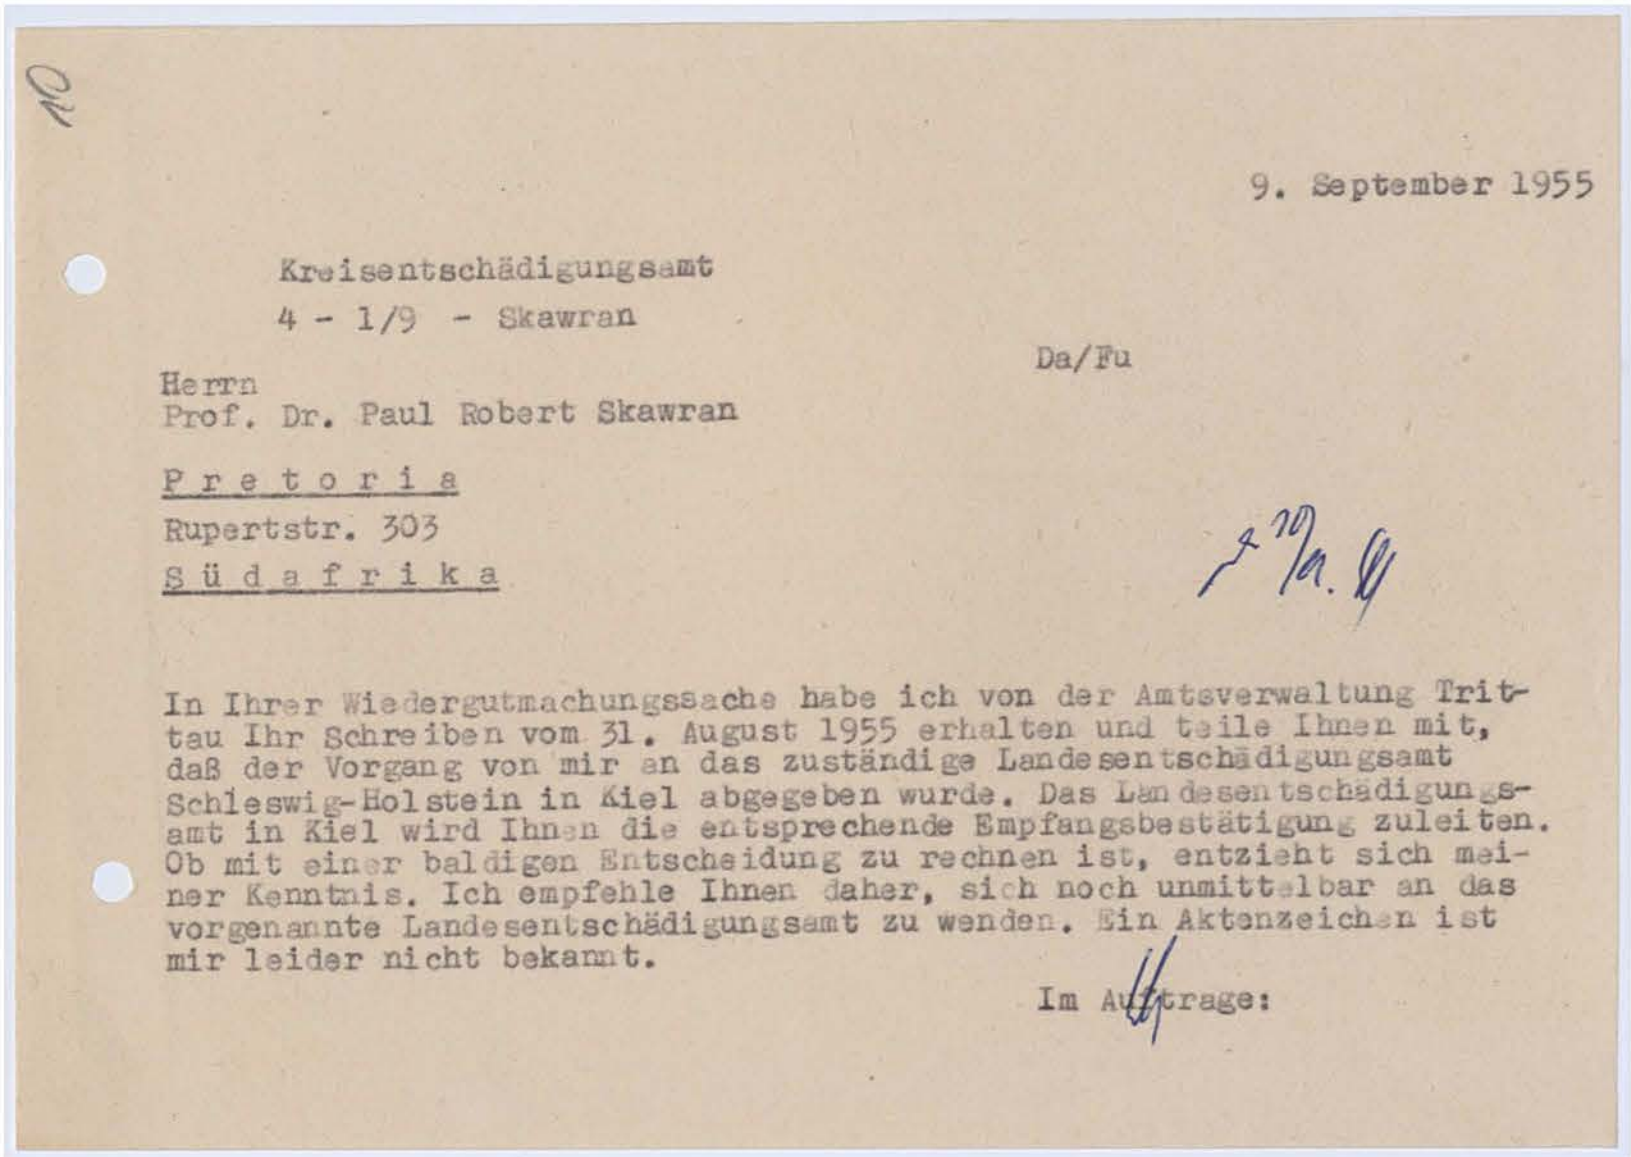 10
9. September 1955
Kreisentschädigungsamt
4 - 1/9 - Skawran
Da/Fu
Herrn
Prof. Dr. Paul Robert Skawran
Pretoria
Rupertstr. 303
Südafrika
In Ihrer Wiedergutmachungssache habe ich von der Amtsverwaltung Trit-
tau Ihr Schreiben vom 31. August 1955 erhalten und teile Ihnen mit,
daß der Vorgang von mir an das zuständige Landesentschädigungsamt
Schleswig-Holstein in Kiel abgegeben wurde. Das Landesentschädigungs-
amt in Kiel wird Ihnen die entsprechende Empfangsbestätigung zuleiten.
Ob mit einer baldigen Entscheidung zu rechnen ist, entzieht sich mei-
ner Kenntnis. Ich empfehle Ihnen daher, sich noch unmittelbar an das
vorgenannte Landesentschädigungsamt zu wenden. Ein Aktenzeichen ist
mir leider nicht bekannt.
Im Auftrage: